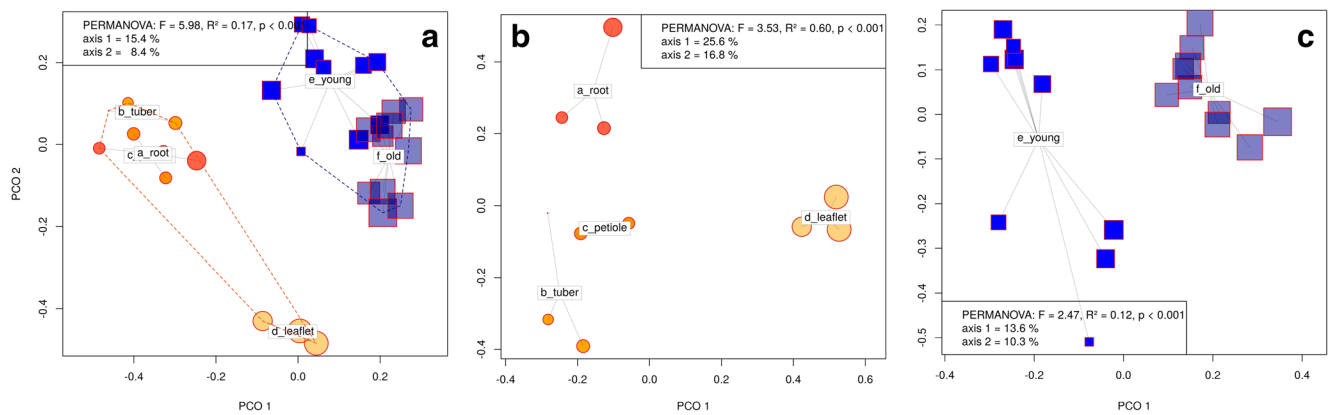 PERMANOVA: F = 5.98, R² = 0.17, p < 0.001
axis 1 = 15.4 %
axis 2 = 8.4 %
a
e_young
b_tuber
a_root
f_old
d_leaflet
PCO 2
0.2
0.0
-0.2
-0.4
-0.4
-0.2
0.0
0.2
PCO 1
b
PERMANOVA: F = 3.53, R² = 0.60, p < 0.001
axis 1 = 25.6 %
axis 2 = 16.8 %
a_root
d_leaflet
c_petiole
b_tuber
0.4
0.2
0.0
-0.2
-0.4
-0.4
-0.2
0.0
0.2
0.4
0.6
PCO 1
c
f_old
e_young
PERMANOVA: F = 2.47, R² = 0.12, p < 0.001
axis 1 = 13.6 %
axis 2 = 10.3 %
0.2
0.1
0.0
-0.1
-0.2
-0.3
-0.4
-0.5
-0.4
-0.2
0.0
0.2
0.4
PCO 1